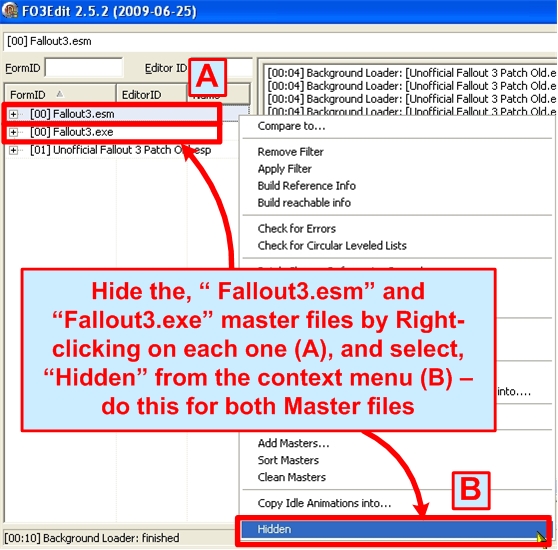 FO3Edit 2.5.2 (2009-06-25)
[00] Fallout3.esm
FormID
Editor ID
A
[00:04] Background Loader: [Unofficial Fallout 3 Patch Old.e
[00:04] Background Loader: [Unofficial Fallout 3 Patch Old.e
[00:04] Background Loader: [Unofficial Fallout 3 Patch Old.e
[00:04] Background Loader: [Unofficial Fallout 3 Patch Old.e
FormID EditorID Name
[00] Fallout3.esm
[00] Fallout3.exe
[01] Unofficial Fallout 3 Patch Old.esp
Compare to...
Remove Filter
Apply Filter
Build Reference Info
Build reachable info
Check for Errors
Check for Circular Leveled Lists
Hide the, “ Fallout3.esm” and
“Fallout3.exe” master files by Right-
clicking on each one (A), and select,
“Hidden” from the context menu (B) –
do this for both Master files
into....
Add Masters...
Sort Masters
Clean Masters
B
Copy Idle Animations into...
Hidden
[00:10] Background Loader: finished